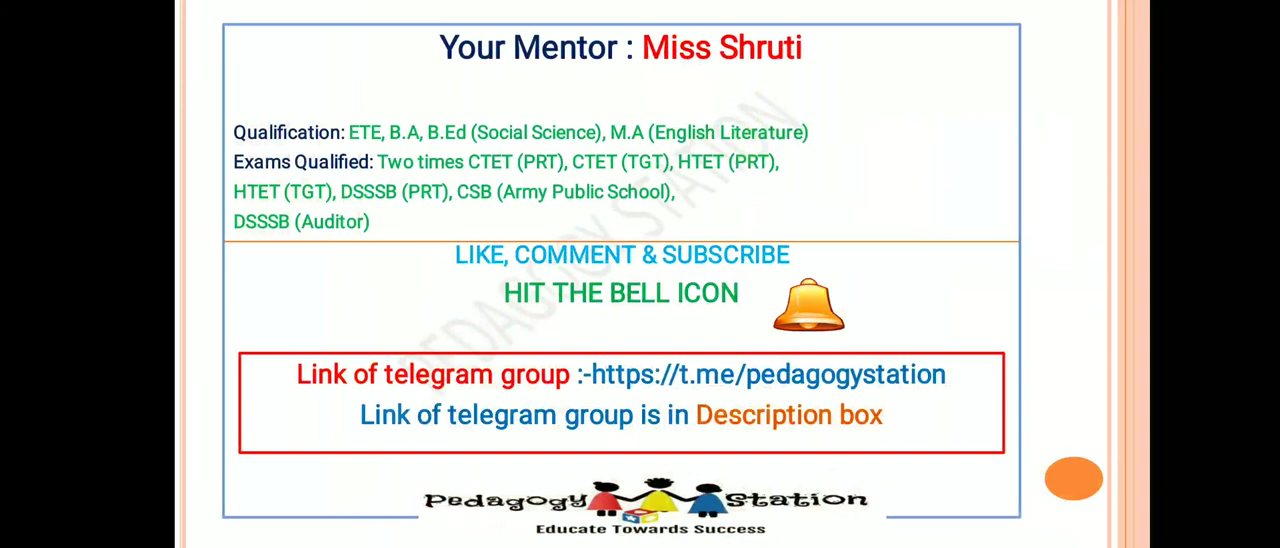 Your Mentor : Miss Shruti
Qualification: ETE, B.A, B.Ed (Social Science), M.A (English Literature)
Exams Qualified: Two times CTET (PRT), CTET (TGT), HTET (PRT),
HTET (TGT), DSSSB (PRT), CSB (Army Public School),
DSSSB (Auditor)
PEDAGOGY STATION
LIKE, COMMENT & SUBSCRIBE
HIT THE BELL ICON
Link of telegram group :-https://t.me/pedagogystation
Link of telegram group is in Description box
Pedagogy Station
Educate Towards Success